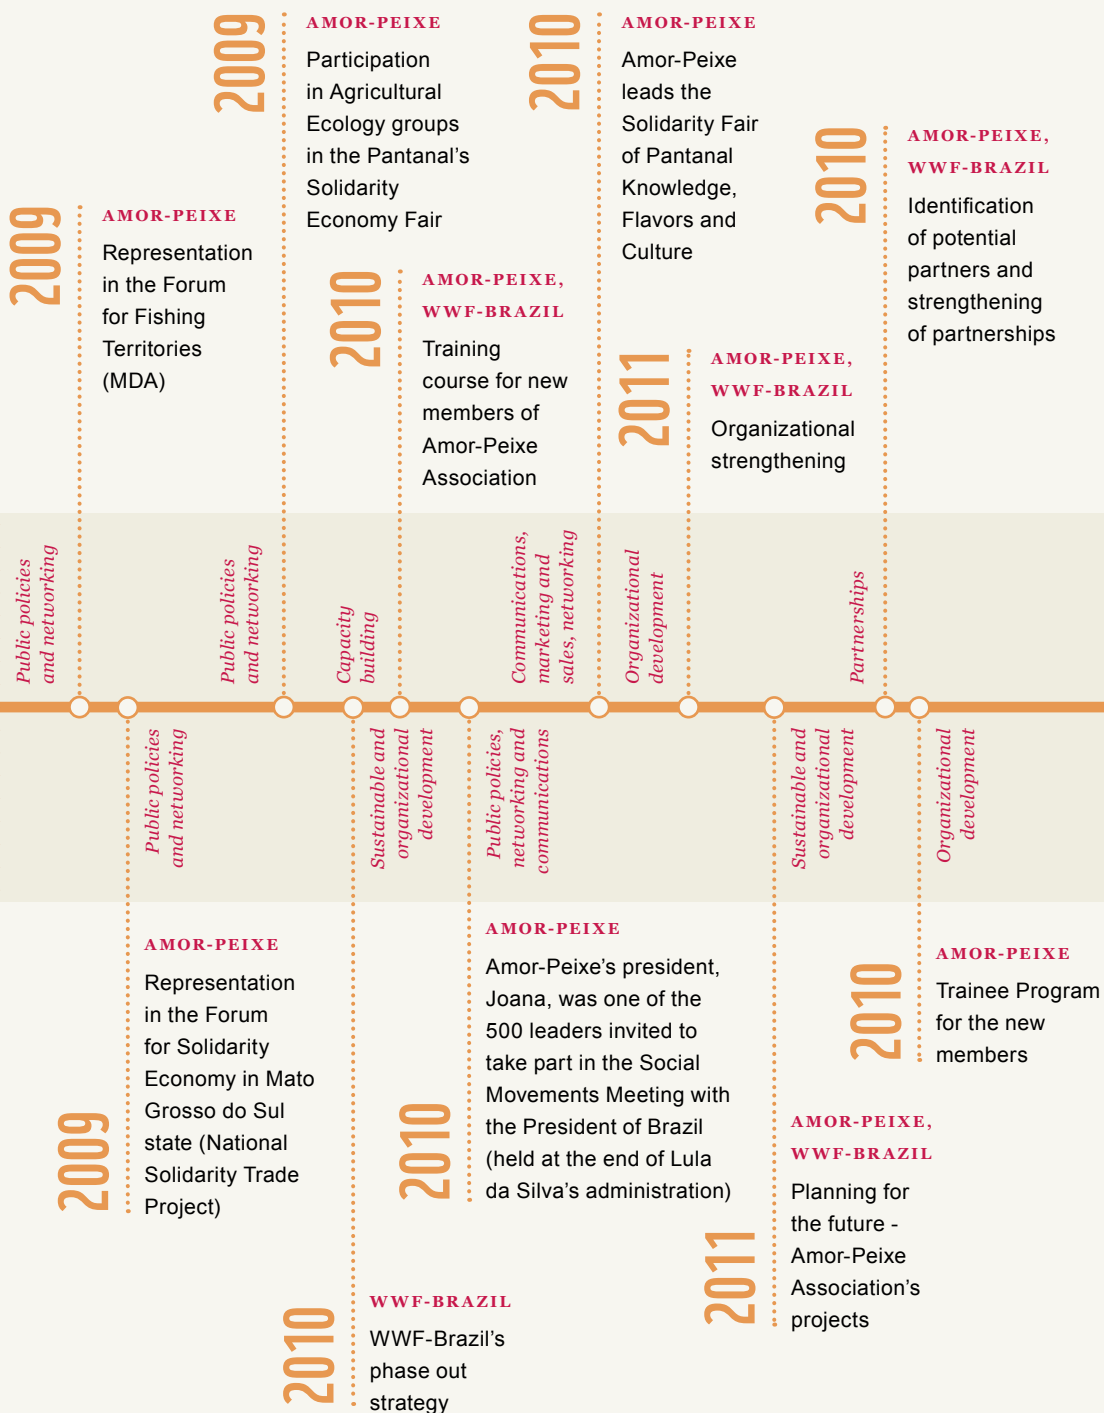 2009
AMOR-PEIXE
Representation
in the Forum
for Fishing
Territories
(MDA)
Public policies
and networking
2009
AMOR-PEIXE
Representation
in the Forum
for Solidarity
Economy in Mato
Grosso do Sul
state (National
Solidarity Trade
Project)
Public policies
and networking
2009
AMOR-PEIXE
Participation
in Agricultural
Ecology groups
in the Pantanal’s
Solidarity
Economy Fair
Public policies
and networking
2010
WWF-BRAZIL
WWF-Brazil’s
phase out
strategy
Sustainable and
organizational
development
2010
AMOR-PEIXE,
WWF-BRAZIL
Training
course for new
members of
Amor-Peixe
Association
Capacity
building
2010
AMOR-PEIXE
Amor-Peixe’s president,
Joana, was one of the
500 leaders invited to
take part in the Social
Movements Meeting with
the President of Brazil
(held at the end of Lula
da Silva’s administration)
Public policies,
networking and
communications
2010
AMOR-PEIXE
Amor-Peixe
leads the
Solidarity Fair
of Pantanal
Knowledge,
Flavors and
Culture
Communications,
marketing and
sales, networking
2011
AMOR-PEIXE,
WWF-BRAZIL
Organizational
strengthening
Organizational
development
2011
AMOR-PEIXE,
WWF-BRAZIL
Planning for
the future -
Amor-Peixe
Association’s
projects
Sustainable and
organizational
development
2010
AMOR-PEIXE,
WWF-BRAZIL
Identification
of potential
partners and
strengthening
of partnerships
Partnerships
2010
AMOR-PEIXE
Trainee Program
for the new
members
Organizational
development